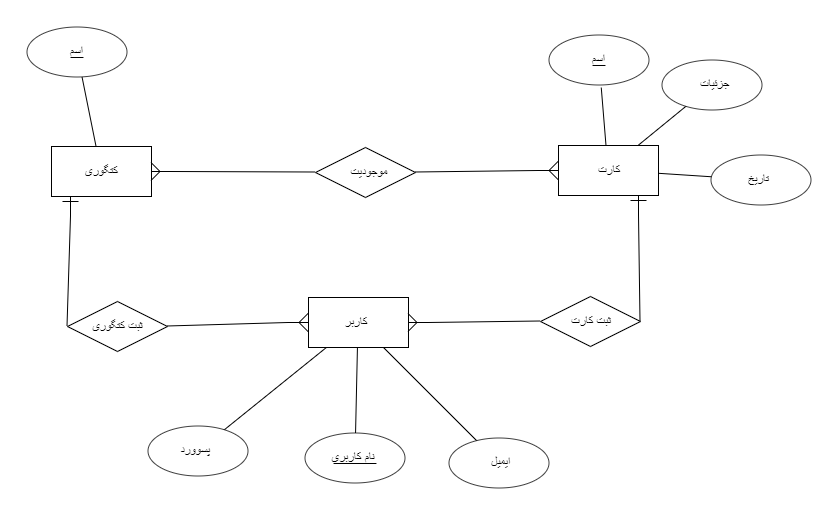 اسم
اسم
جزئیات
کتگوری
موجودیت
کارت
تاریخ
ثبت کتگوری
کاربر
ثبت کارت
پسوورد
نام کاربری
ایمیل